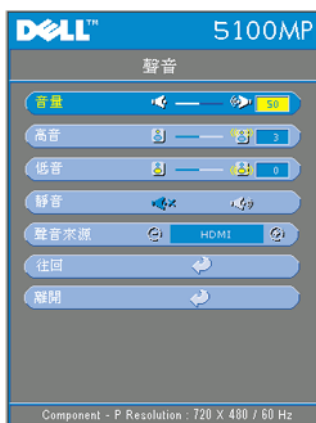 DELL™ 5100MP
聲音
音量 50
高音 3
低音 0
靜音
聲音來源 HDMI
往回
離開
Component - P Resolution : 720 X 480 / 60 Hz